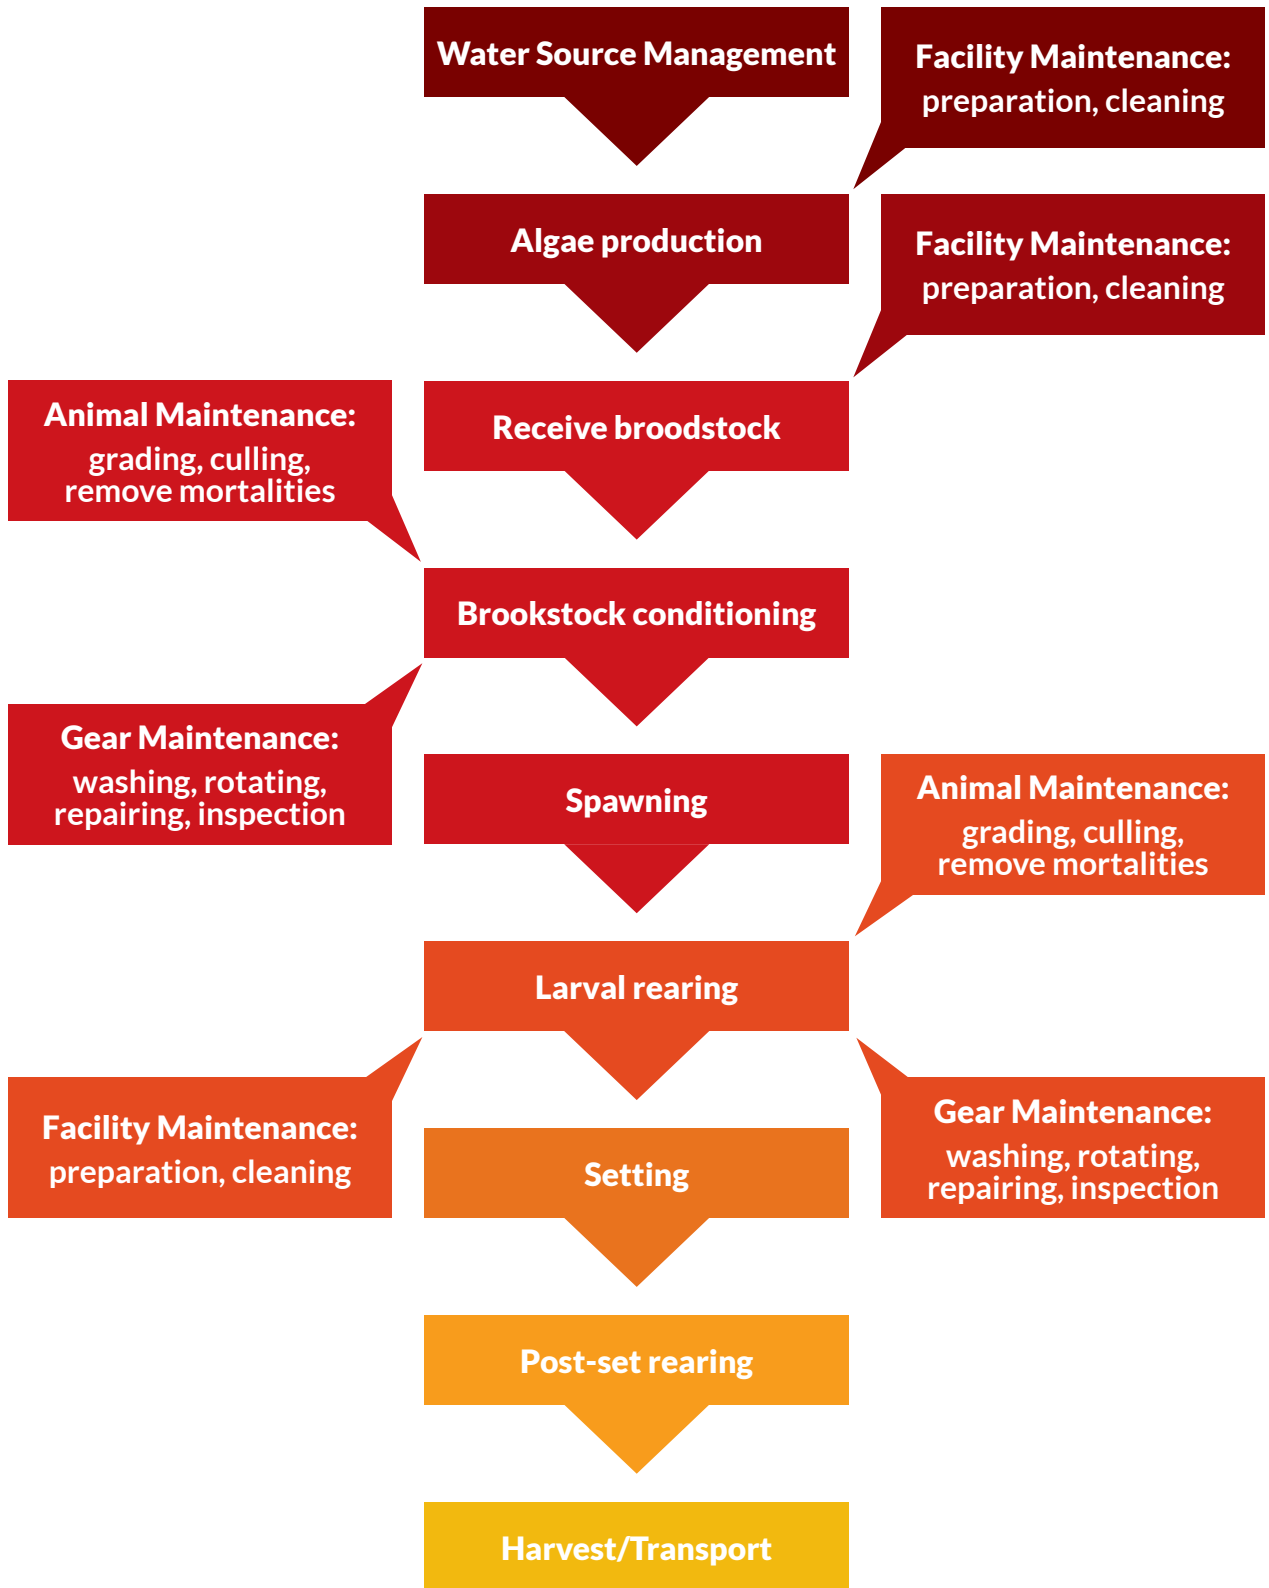 Water Source Management
Facility Maintenance:
preparation, cleaning
Algae production
Facility Maintenance:
preparation, cleaning
Receive broodstock
Animal Maintenance:
grading, culling,
remove mortalities
Brookstock conditioning
Gear Maintenance:
washing, rotating,
repairing, inspection
Spawning
Animal Maintenance:
grading, culling,
remove mortalities
Larval rearing
Facility Maintenance:
preparation, cleaning
Gear Maintenance:
washing, rotating,
repairing, inspection
Setting
Post-set rearing
Harvest/Transport